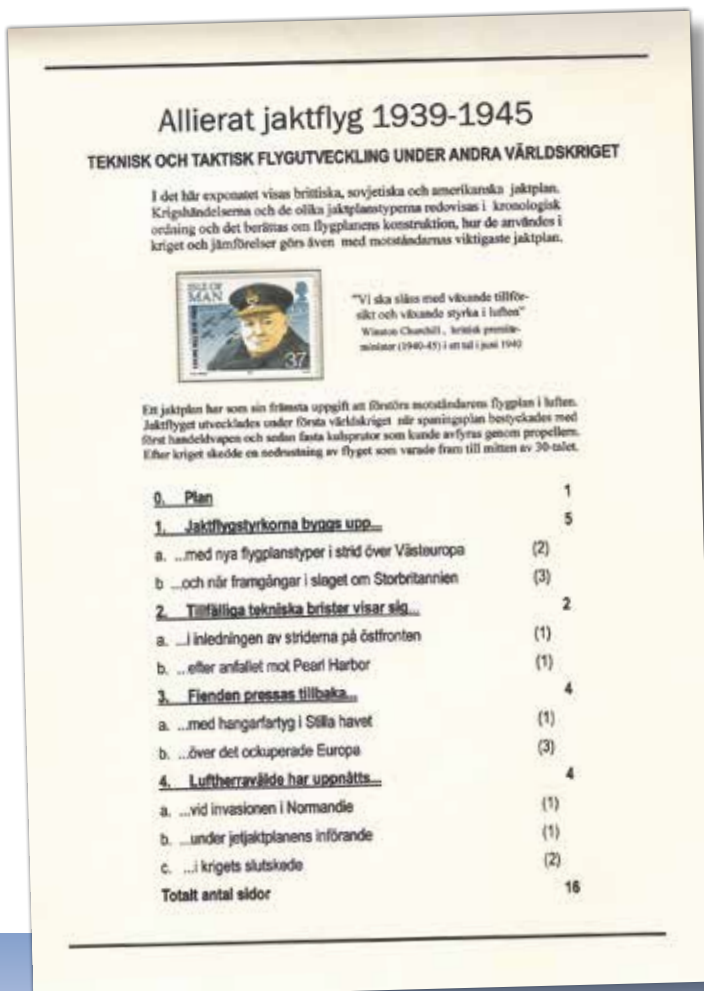 Allierat jaktflyg 1939-1945
TEKNISK OCH TAKTISK FLYGUTVECKLING UNDER ANDRA VÄRLDSKRIGET
I det här exponatet visas brittiska, sovjetiska och amerikanska jaktplan.
Krigshändelserna och de olika jaktplanstyperna redovisas i kronologisk
ordning och det berättas om flygplanens konstruktion, hur de användes i
kriget och jämförelser görs även med motståndarnas viktigaste jaktplan.
ISLE OF
MAN
37
"Vi ska slåss med växande tillför-
sikt och växande styrka i luften"
Winston Churchill, brittisk premiär-
minister (1940-45) i ett tal i juni 1940
Ett jaktplan har som sin främsta uppgift att förstöra motståndarens flygplan i luften.
Jaktflyget utvecklades under första världskriget när spaningsplan bestyckades med
först handeldvapen och sedan fasta kulsprutor som kunde avfyras genom propellern.
Efter kriget skedde en nedrustning av flyget som varade fram till mitten av 30-talet.
0. Plan 1
1. Jaktflygstyrkorna byggs upp... 5
a. ...med nya flygplanstyper i strid över Västeuropa (2)
b ...och når framgångar i slaget om Storbritannien (3)
2. Tillfälliga tekniska brister visar sig... 2
a. ...i inledningen av striderna på östfronten (1)
b. ...efter anfallet mot Pearl Harbor (1)
3. Fienden pressas tillbaka... 4
a. ...med hangarfartyg i Stilla havet (1)
b. ...över det ockuperade Europa (3)
4. Luftherravälde har uppnåtts... 4
a. ...vid invasionen i Normandie (1)
b. ...under jetjaktplanens införande (1)
c. ...i krigets slutskede (2)
Totalt antal sidor 16